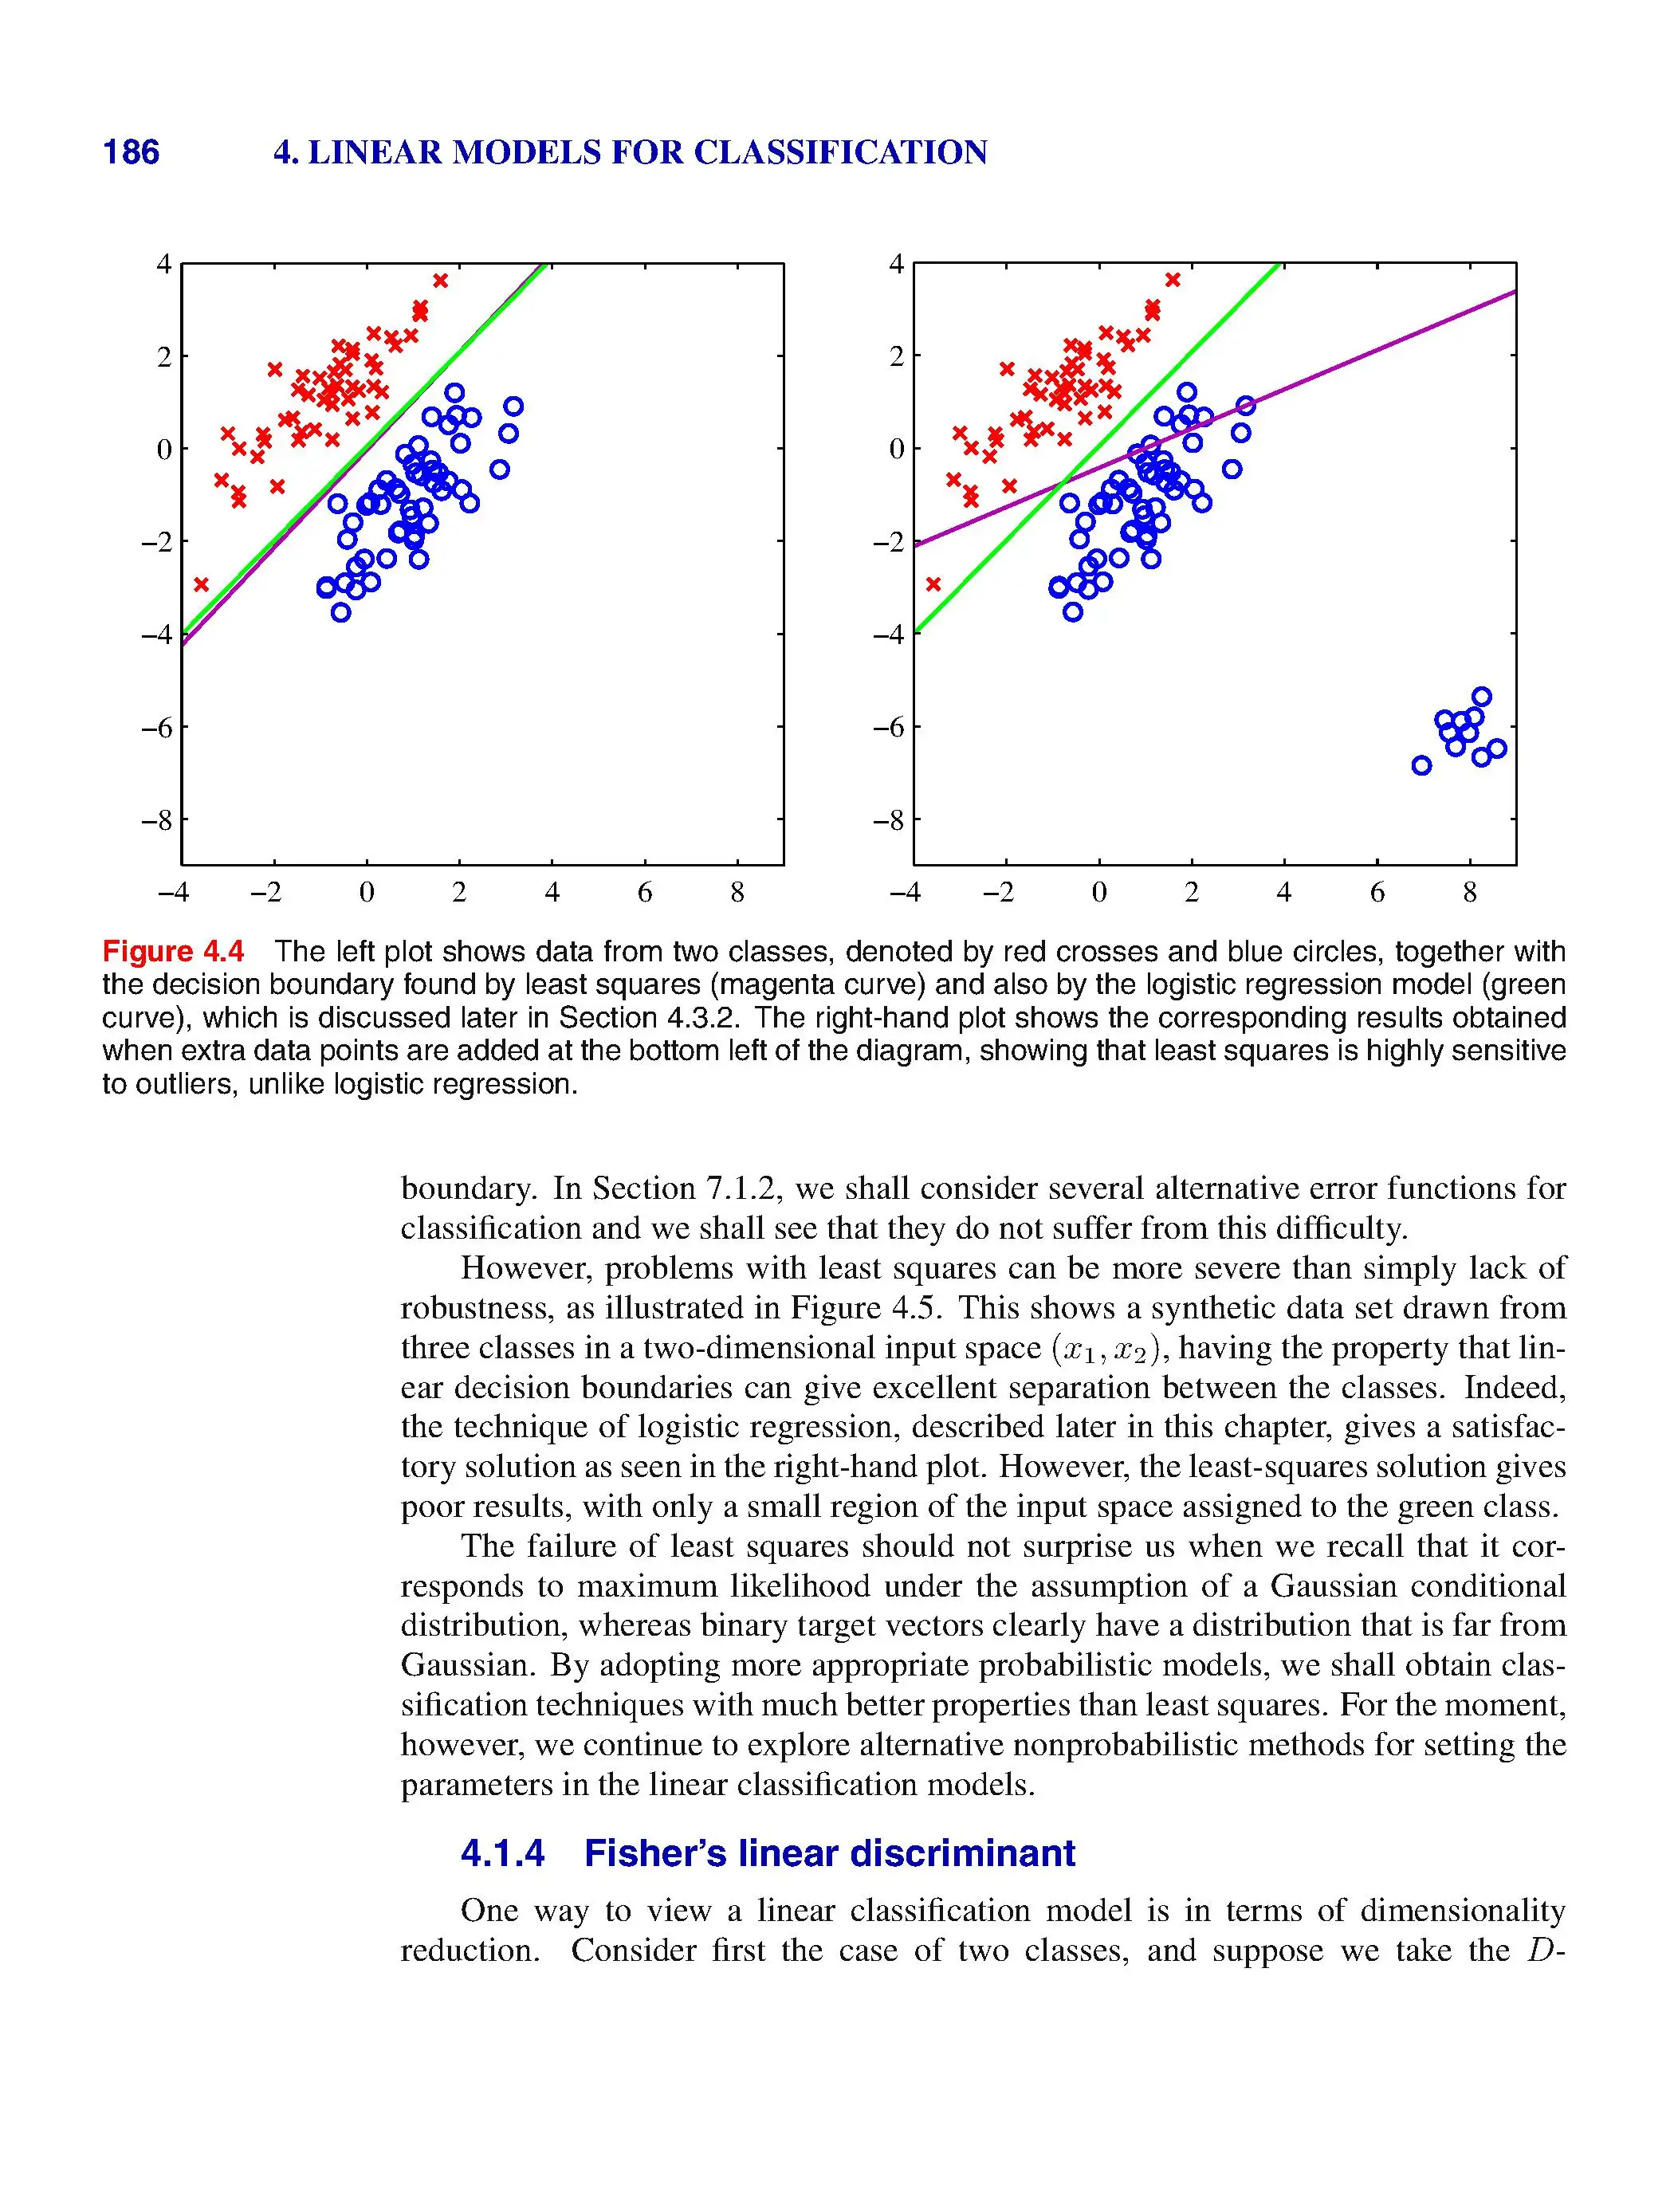 186 4. LINEAR MODELS FOR CLASSIFICATION
4
2
0
−2
−4
−6
−8
−4 −2 0 2 4 6 8
4
2
0
−2
−4
−6
−8
−4 −2 0 2 4 6 8
Figure 4.4 The left plot shows data from two classes, denoted by red crosses and blue circles, together with
the decision boundary found by least squares (magenta curve) and also by the logistic regression model (green
curve), which is discussed later in Section 4.3.2. The right-hand plot shows the corresponding results obtained
when extra data points are added at the bottom left of the diagram, showing that least squares is highly sensitive
to outliers, unlike logistic regression.
boundary. In Section 7.1.2, we shall consider several alternative error functions for
classification and we shall see that they do not suffer from this difficulty.
However, problems with least squares can be more severe than simply lack of
robustness, as illustrated in Figure 4.5. This shows a synthetic data set drawn from
three classes in a two-dimensional input space (x₁, x₂), having the property that lin-
ear decision boundaries can give excellent separation between the classes. Indeed,
the technique of logistic regression, described later in this chapter, gives a satisfac-
tory solution as seen in the right-hand plot. However, the least-squares solution gives
poor results, with only a small region of the input space assigned to the green class.
The failure of least squares should not surprise us when we recall that it cor-
responds to maximum likelihood under the assumption of a Gaussian conditional
distribution, whereas binary target vectors clearly have a distribution that is far from
Gaussian. By adopting more appropriate probabilistic models, we shall obtain clas-
sification techniques with much better properties than least squares. For the moment,
however, we continue to explore alternative nonprobabilistic methods for setting the
parameters in the linear classification models.
4.1.4 Fisher’s linear discriminant
One way to view a linear classification model is in terms of dimensionality
reduction. Consider first the case of two classes, and suppose we take the D-